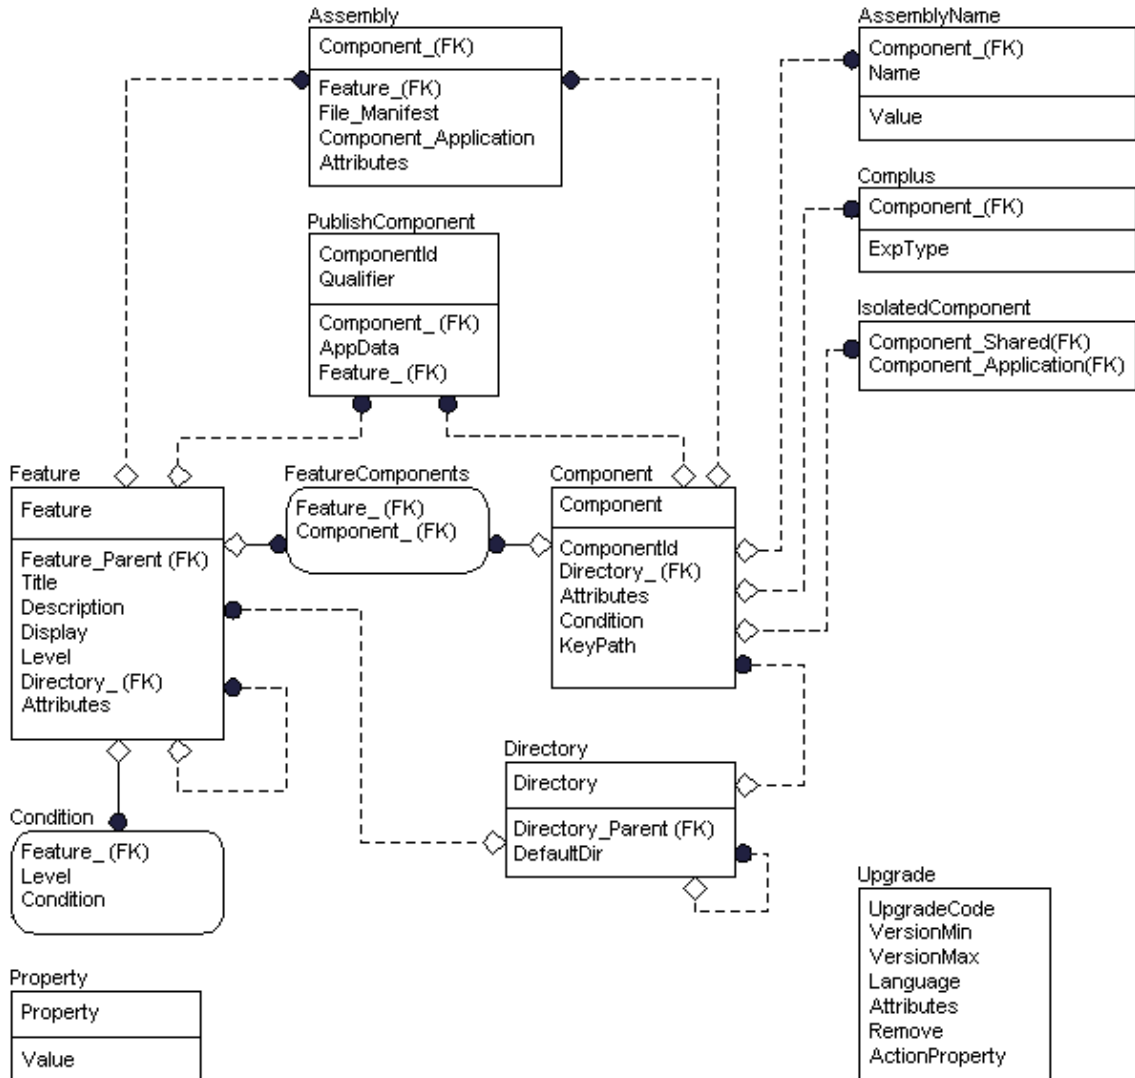 Assembly
Component_(FK)
Feature_(FK)
File_Manifest
Component_Application
Attributes
AssemblyName
Component_(FK)
Name
Value
Complus
Component_(FK)
ExpType
PublishComponent
ComponentId
Qualifier
Component_ (FK)
AppData
Feature_ (FK)
IsolatedComponent
Component_Shared(FK)
Component_Application(FK)
Feature
Feature
Feature_Parent (FK)
Title
Description
Display
Level
Directory_ (FK)
Attributes
FeatureComponents
Feature_ (FK)
Component_ (FK)
Component
Component
ComponentId
Directory_ (FK)
Attributes
Condition
KeyPath
Directory
Directory
Directory_Parent (FK)
DefaultDir
Condition
Feature_ (FK)
Level
Condition
Upgrade
UpgradeCode
VersionMin
VersionMax
Language
Attributes
Remove
ActionProperty
Property
Property
Value